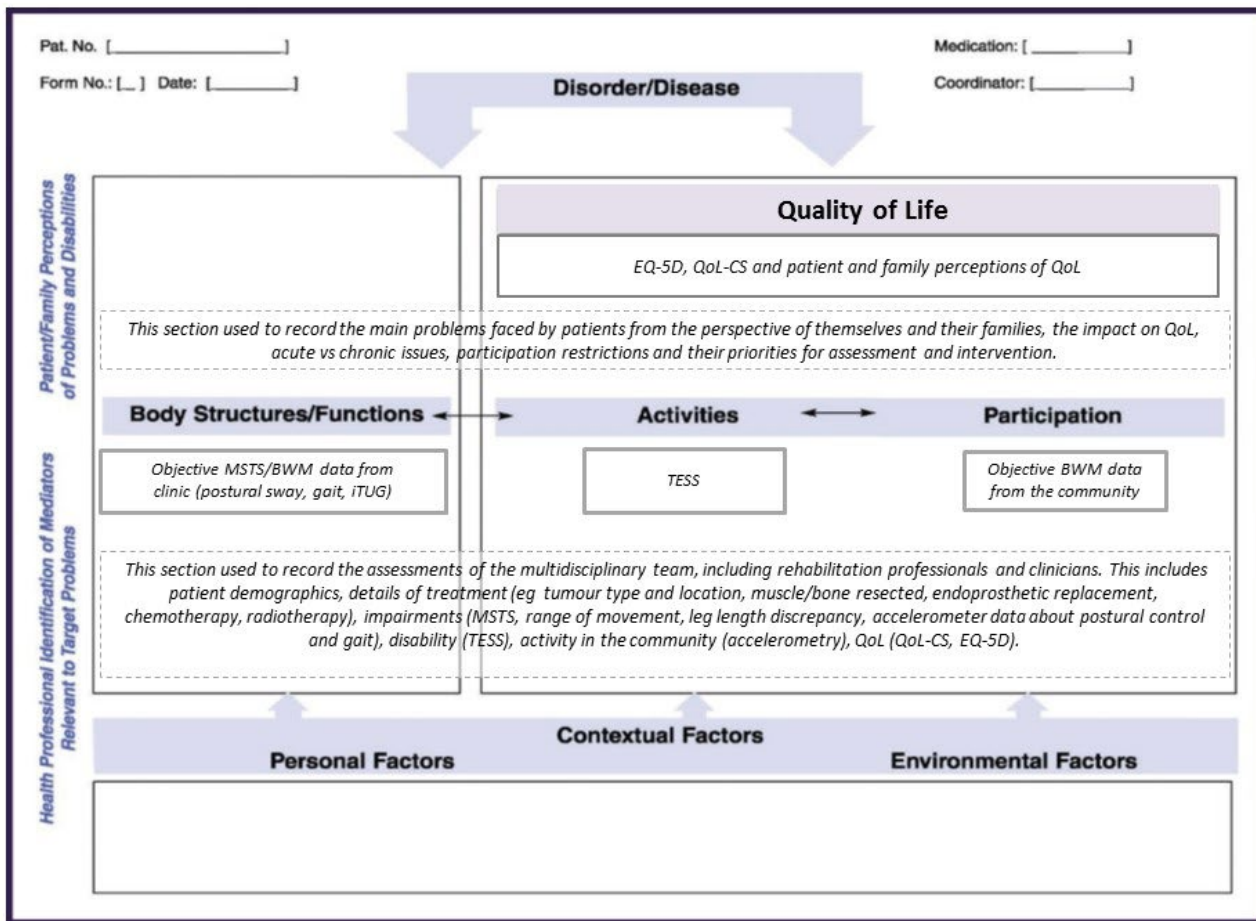 Pat. No. [____________________]
Medication: [ ___________]
Form No.: [__ ] Date: [_________]
Coordinator: [__________]
Disorder/Disease
Patient/Family Perceptions
of Problems and Disabilities
Quality of Life
EQ-5D, QoL-CS and patient and family perceptions of QoL
This section used to record the main problems faced by patients from the perspective of themselves and their families, the impact on QoL,
acute vs chronic issues, participation restrictions and their priorities for assessment and intervention.
Body Structures/Functions
Activities
Participation
Health Professional Identification of Mediators
Relevant to Target Problems
Objective MSTS/BWM data from
clinic (postural sway, gait, iTUG)
TESS
Objective BWM data
from the community
This section used to record the assessments of the multidisciplinary team, including rehabilitation professionals and clinicians. This includes
patient demographics, details of treatment (eg tumour type and location, muscle/bone resected, endoprosthetic replacement,
chemotherapy, radiotherapy), impairments (MSTS, range of movement, leg length discrepancy, accelerometer data about postural control
and gait), disability (TESS), activity in the community (accelerometry), QoL (QoL-CS, EQ-5D).
Contextual Factors
Personal Factors
Environmental Factors